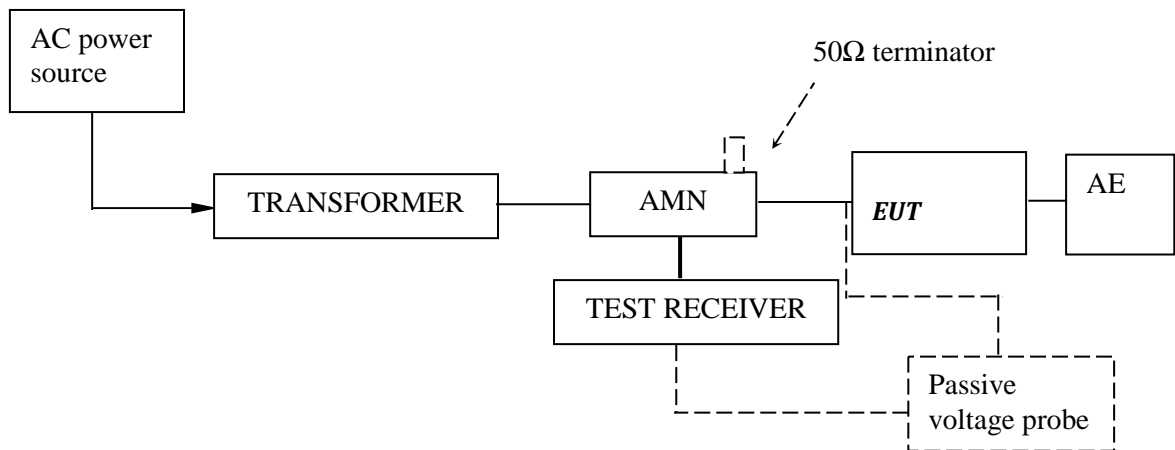 AC power
source
50Ω terminator
TRANSFORMER
AMN
EUT
AE
TEST RECEIVER
Passive
voltage probe